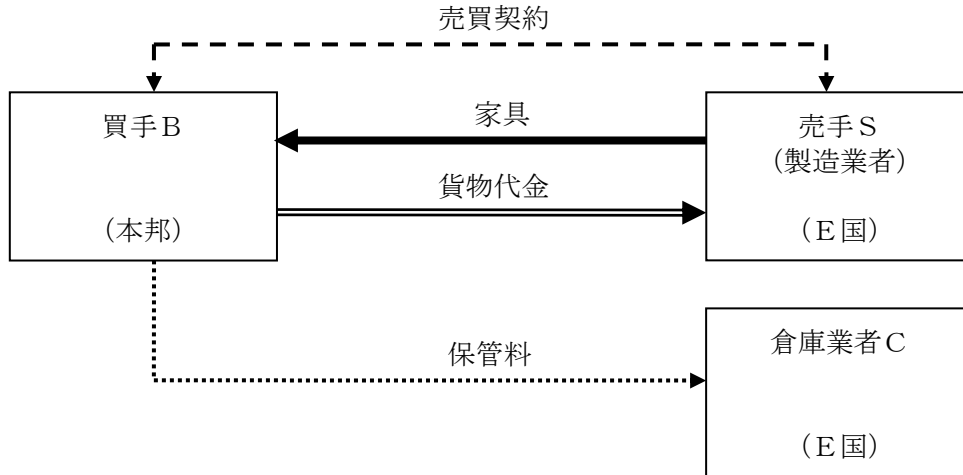 売買契約
買手Ｂ
（本邦）
家具
貨物代金
売手Ｓ
（製造業者）
（Ｅ国）
保管料
倉庫業者Ｃ
（Ｅ国）